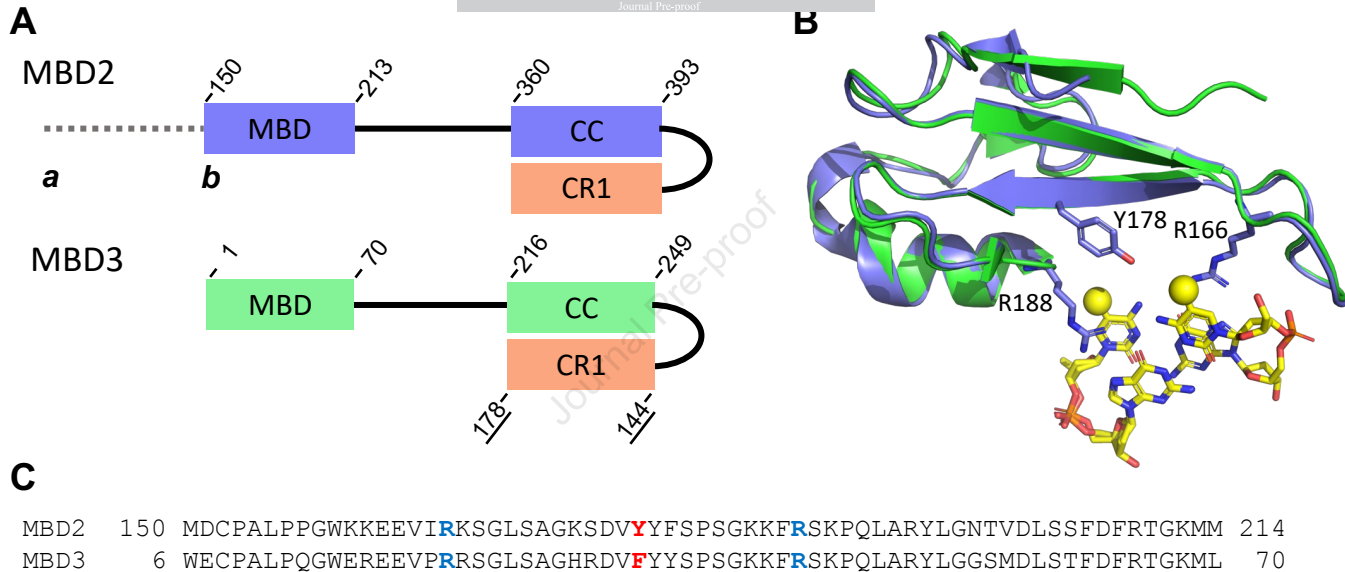 Journal Pre-proof
A
B
MBD2
-150
-213
-360
-393
MBD
CC
CR1
a
b
MBD3
-1
-70
-216
-249
MBD
CC
CR1
178-
144-
Y178
R166
R188
Journal Pre-proof
C
MBD2 150 MDCPALPPGWKKEEVIRKSGLSAGKSDVYYFSPSGKKFRSKPQLARYLGNTVDLSSFDFRTGKMM 214
MBD3 6 WECPALPQGWEREEVPRRSGLSAGHRDVFYYSPSGKKFRSKPQLARYLGGSMDLSTFDFRTGKML 70